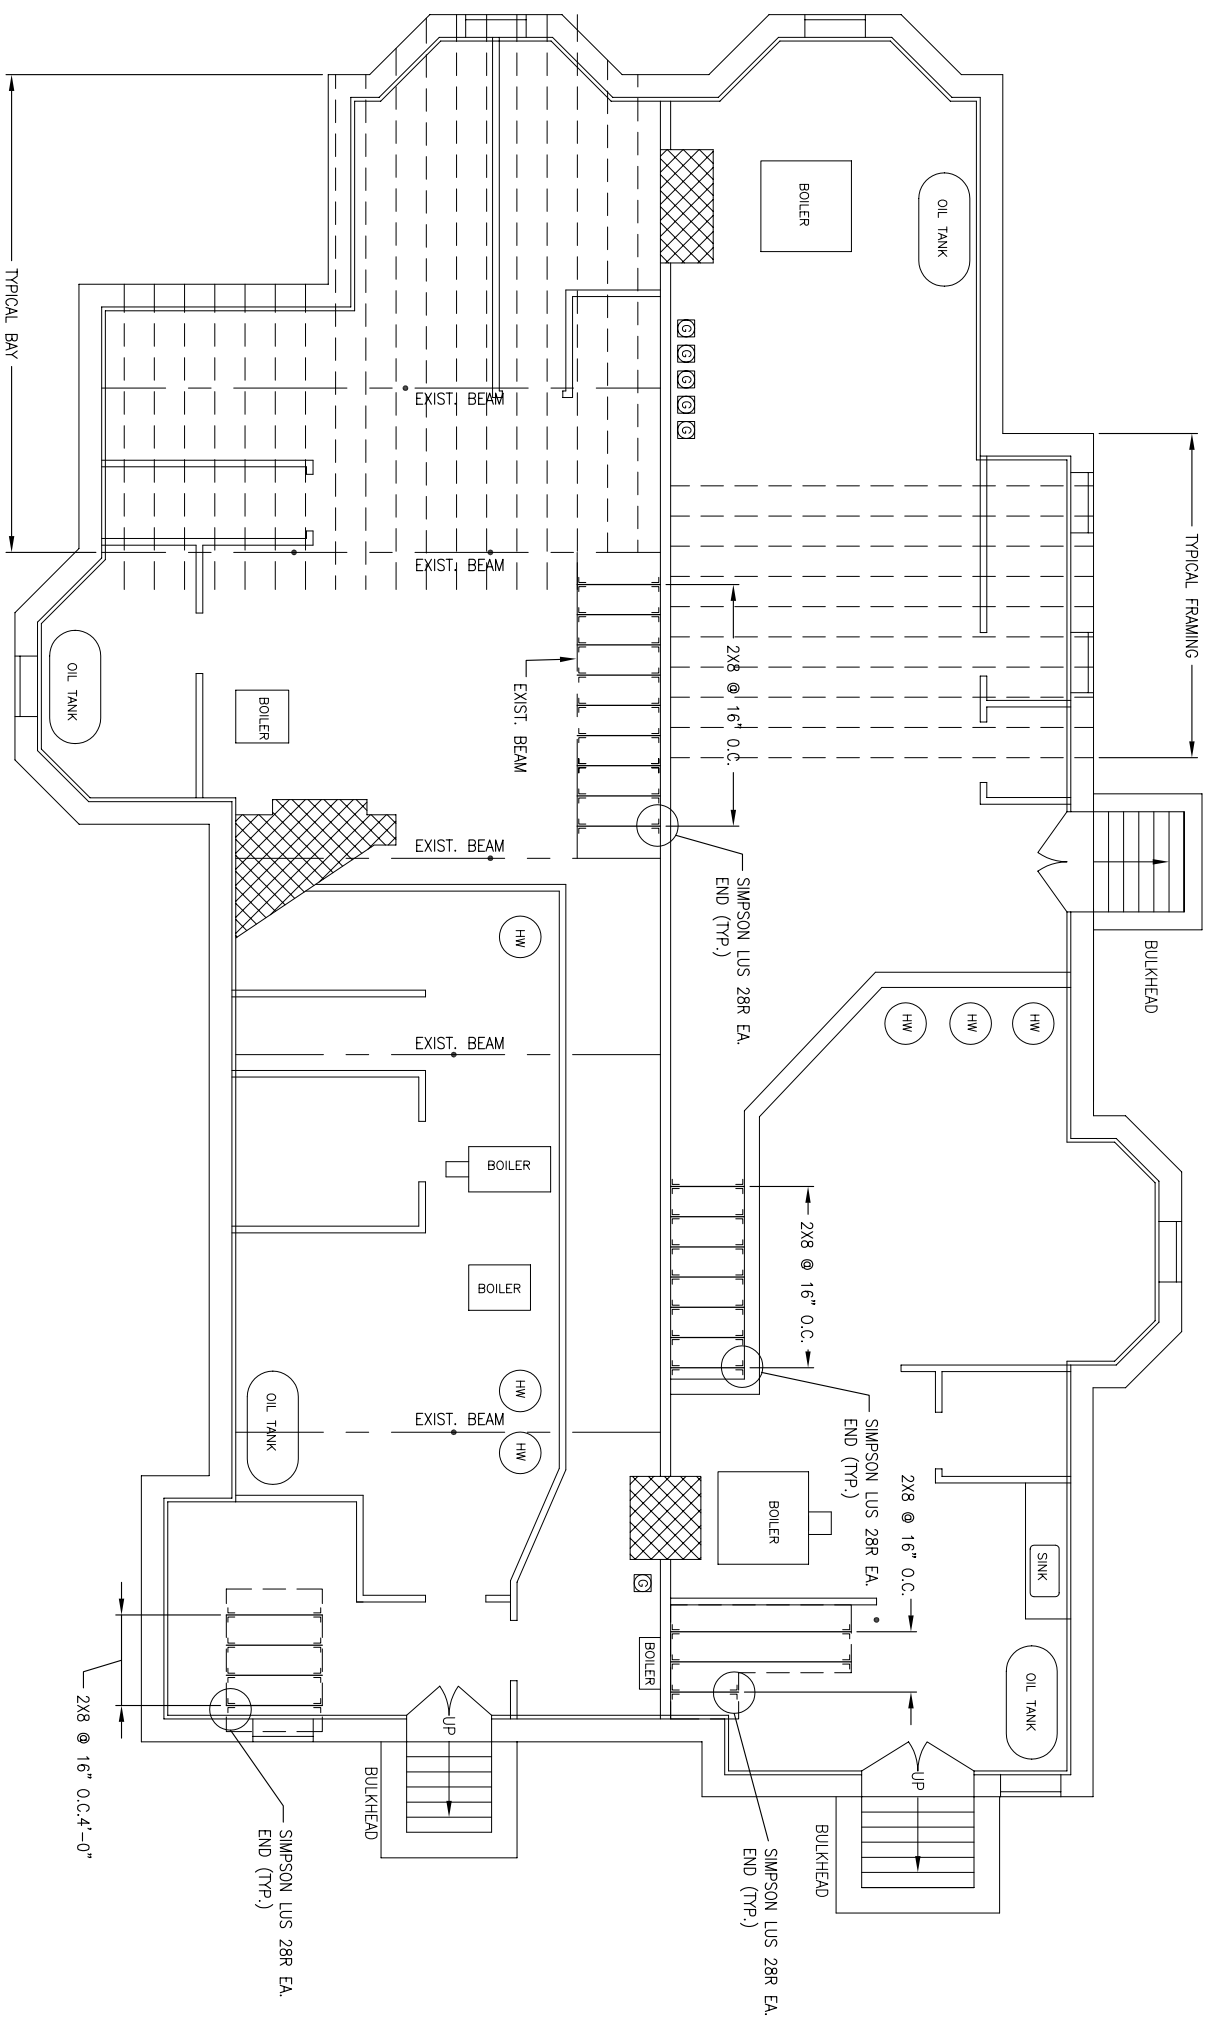 TYPICAL BAY
TYPICAL FRAMING
BOILER
OIL TANK
G
G
G
G
G
EXIST. BEAM
EXIST. BEAM
2X8 @ 16" O.C.
EXIST. BEAM
OIL TANK
BOILER
EXIST. BEAM
SIMPSON LUS 28R EA.
END (TYP.)
BULKHEAD
HW
HW
HW
HW
EXIST. BEAM
BOILER
BOILER
2X8 @ 16" O.C.
HW
HW
OIL TANK
EXIST. BEAM
SIMPSON LUS 28R EA.
END (TYP.)
2X8 @ 16" O.C.
BOILER
SINK
G
BOILER
OIL TANK
UP
UP
BULKHEAD
BULKHEAD
2X8 @ 16" O.C.4'-0"
SIMPSON LUS 28R EA.
END (TYP.)
SIMPSON LUS 28R EA.
END (TYP.)